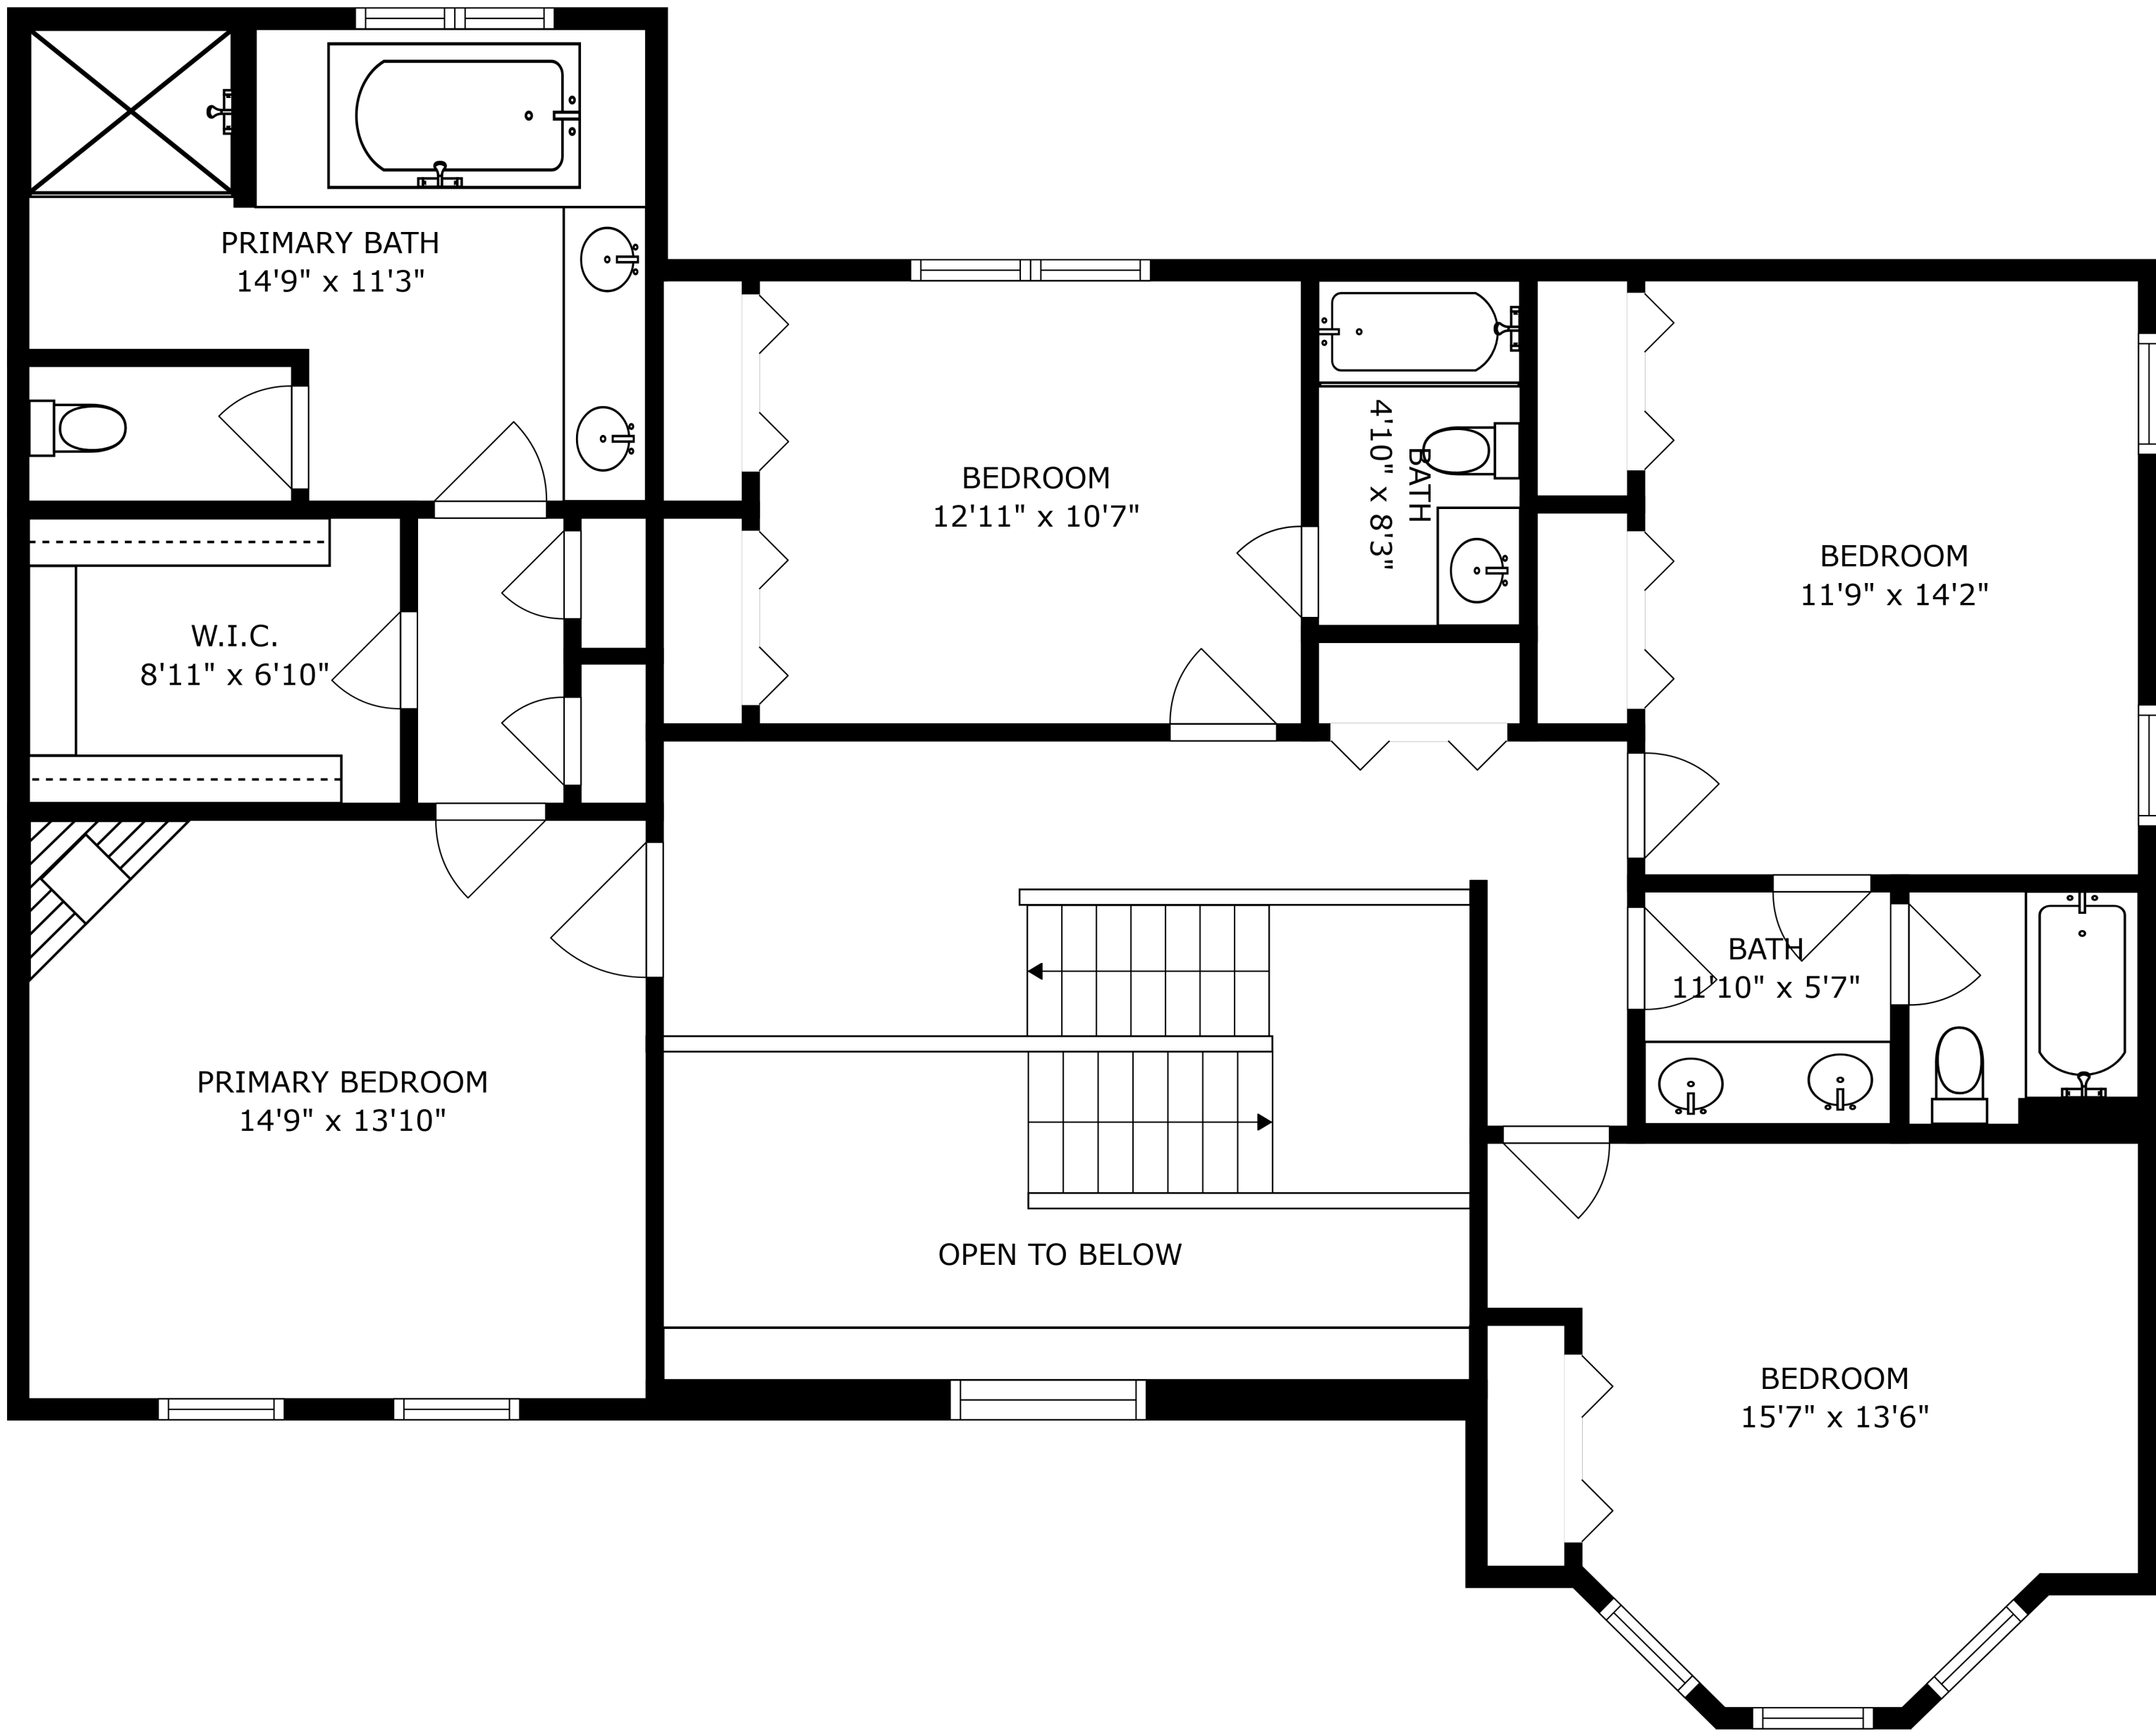 PRIMARY BATH
14'9" x 11'3"
BEDROOM
12'11" x 10'7"
BATH
4'10" x 8'3"
BEDROOM
11'9" x 14'2"
W.I.C.
8'11" x 6'10"
BATH
11'10" x 5'7"
PRIMARY BEDROOM
14'9" x 13'10"
OPEN TO BELOW
BEDROOM
15'7" x 13'6"